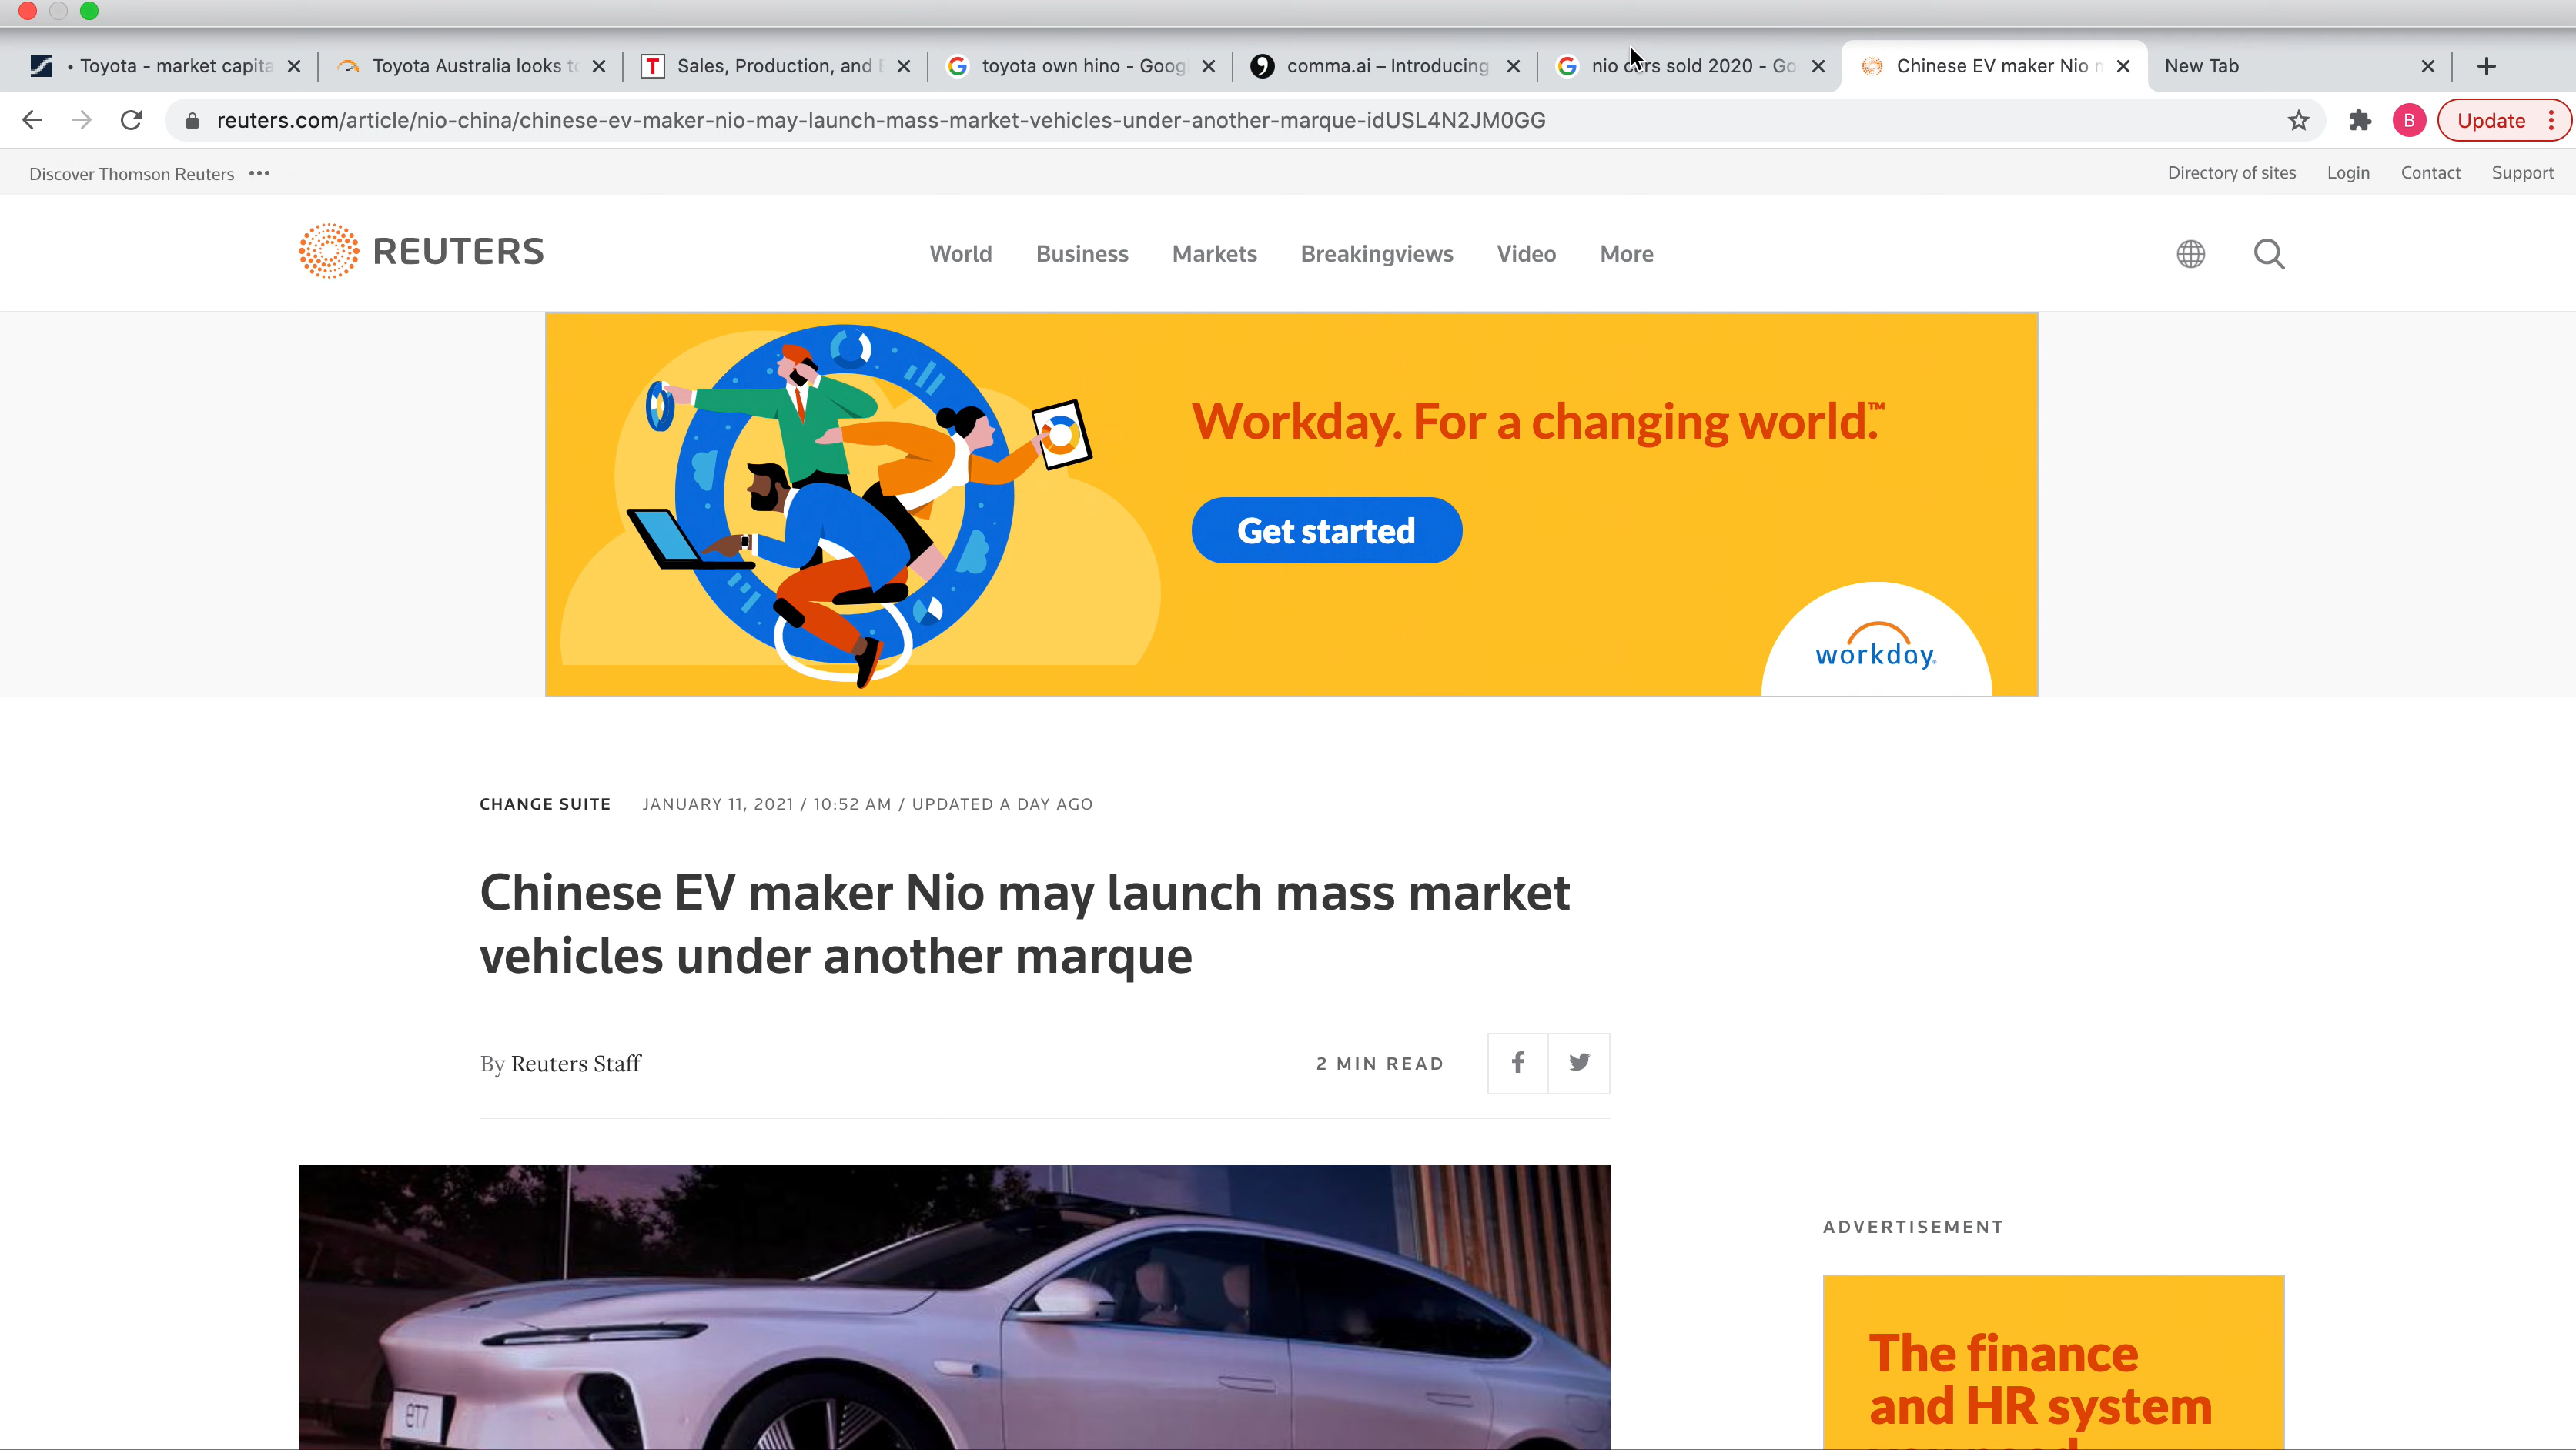 • Toyota - market capita
Toyota Australia looks to
Sales, Production, and E
toyota own hino - Goog
comma.ai – Introducing
nio cars sold 2020 - Go
Chinese EV maker Nio n
New Tab
reuters.com/article/nio-china/chinese-ev-maker-nio-may-launch-mass-market-vehicles-under-another-marque-idUSL4N2JM0GG
B
Update
Discover Thomson Reuters •••
Directory of sites Login Contact Support
REUTERS
World Business Markets Breakingviews Video More
Workday. For a changing world.™
Get started
workday®
CHANGE SUITE JANUARY 11, 2021 / 10:52 AM / UPDATED A DAY AGO
Chinese EV maker Nio may launch mass market
vehicles under another marque
By Reuters Staff
2 MIN READ
ET7
ADVERTISEMENT
The finance
and HR system